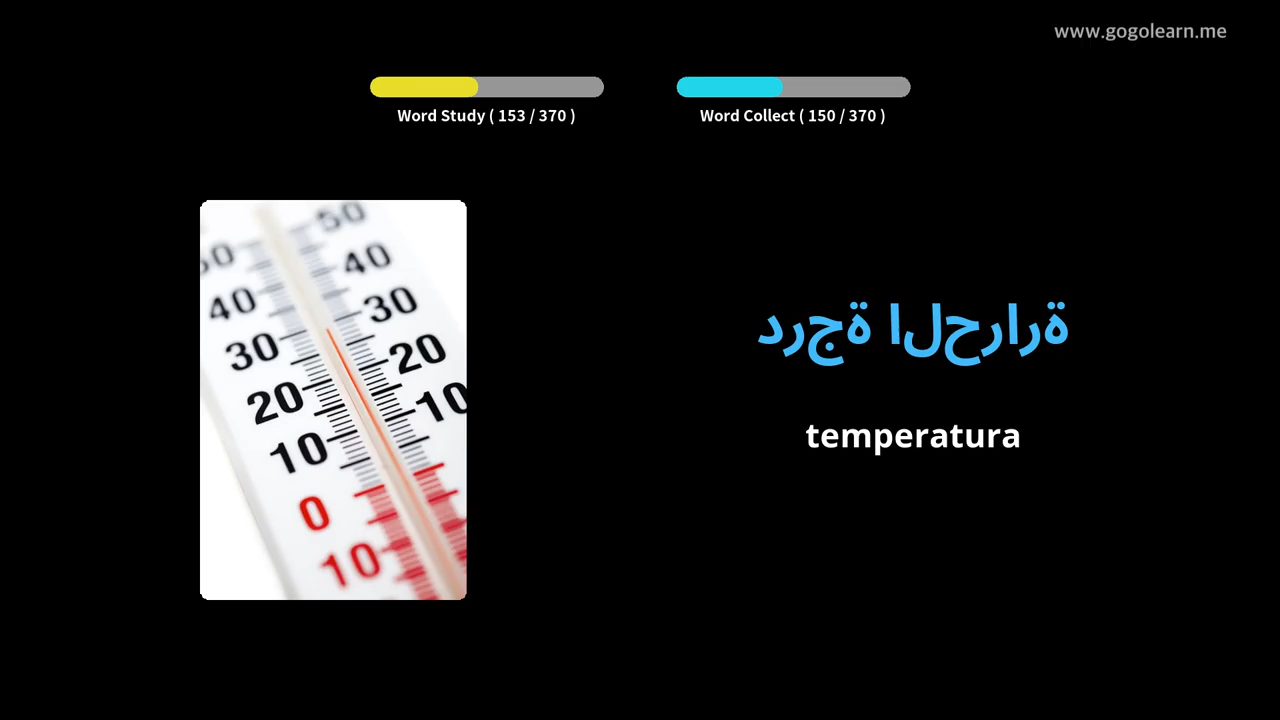 www.gogolearn.me
Word Study ( 153 / 370 )
Word Collect ( 150 / 370 )
50
40
40
30
30
20
20
10
10
0
10
درجة الحرارة
temperatura